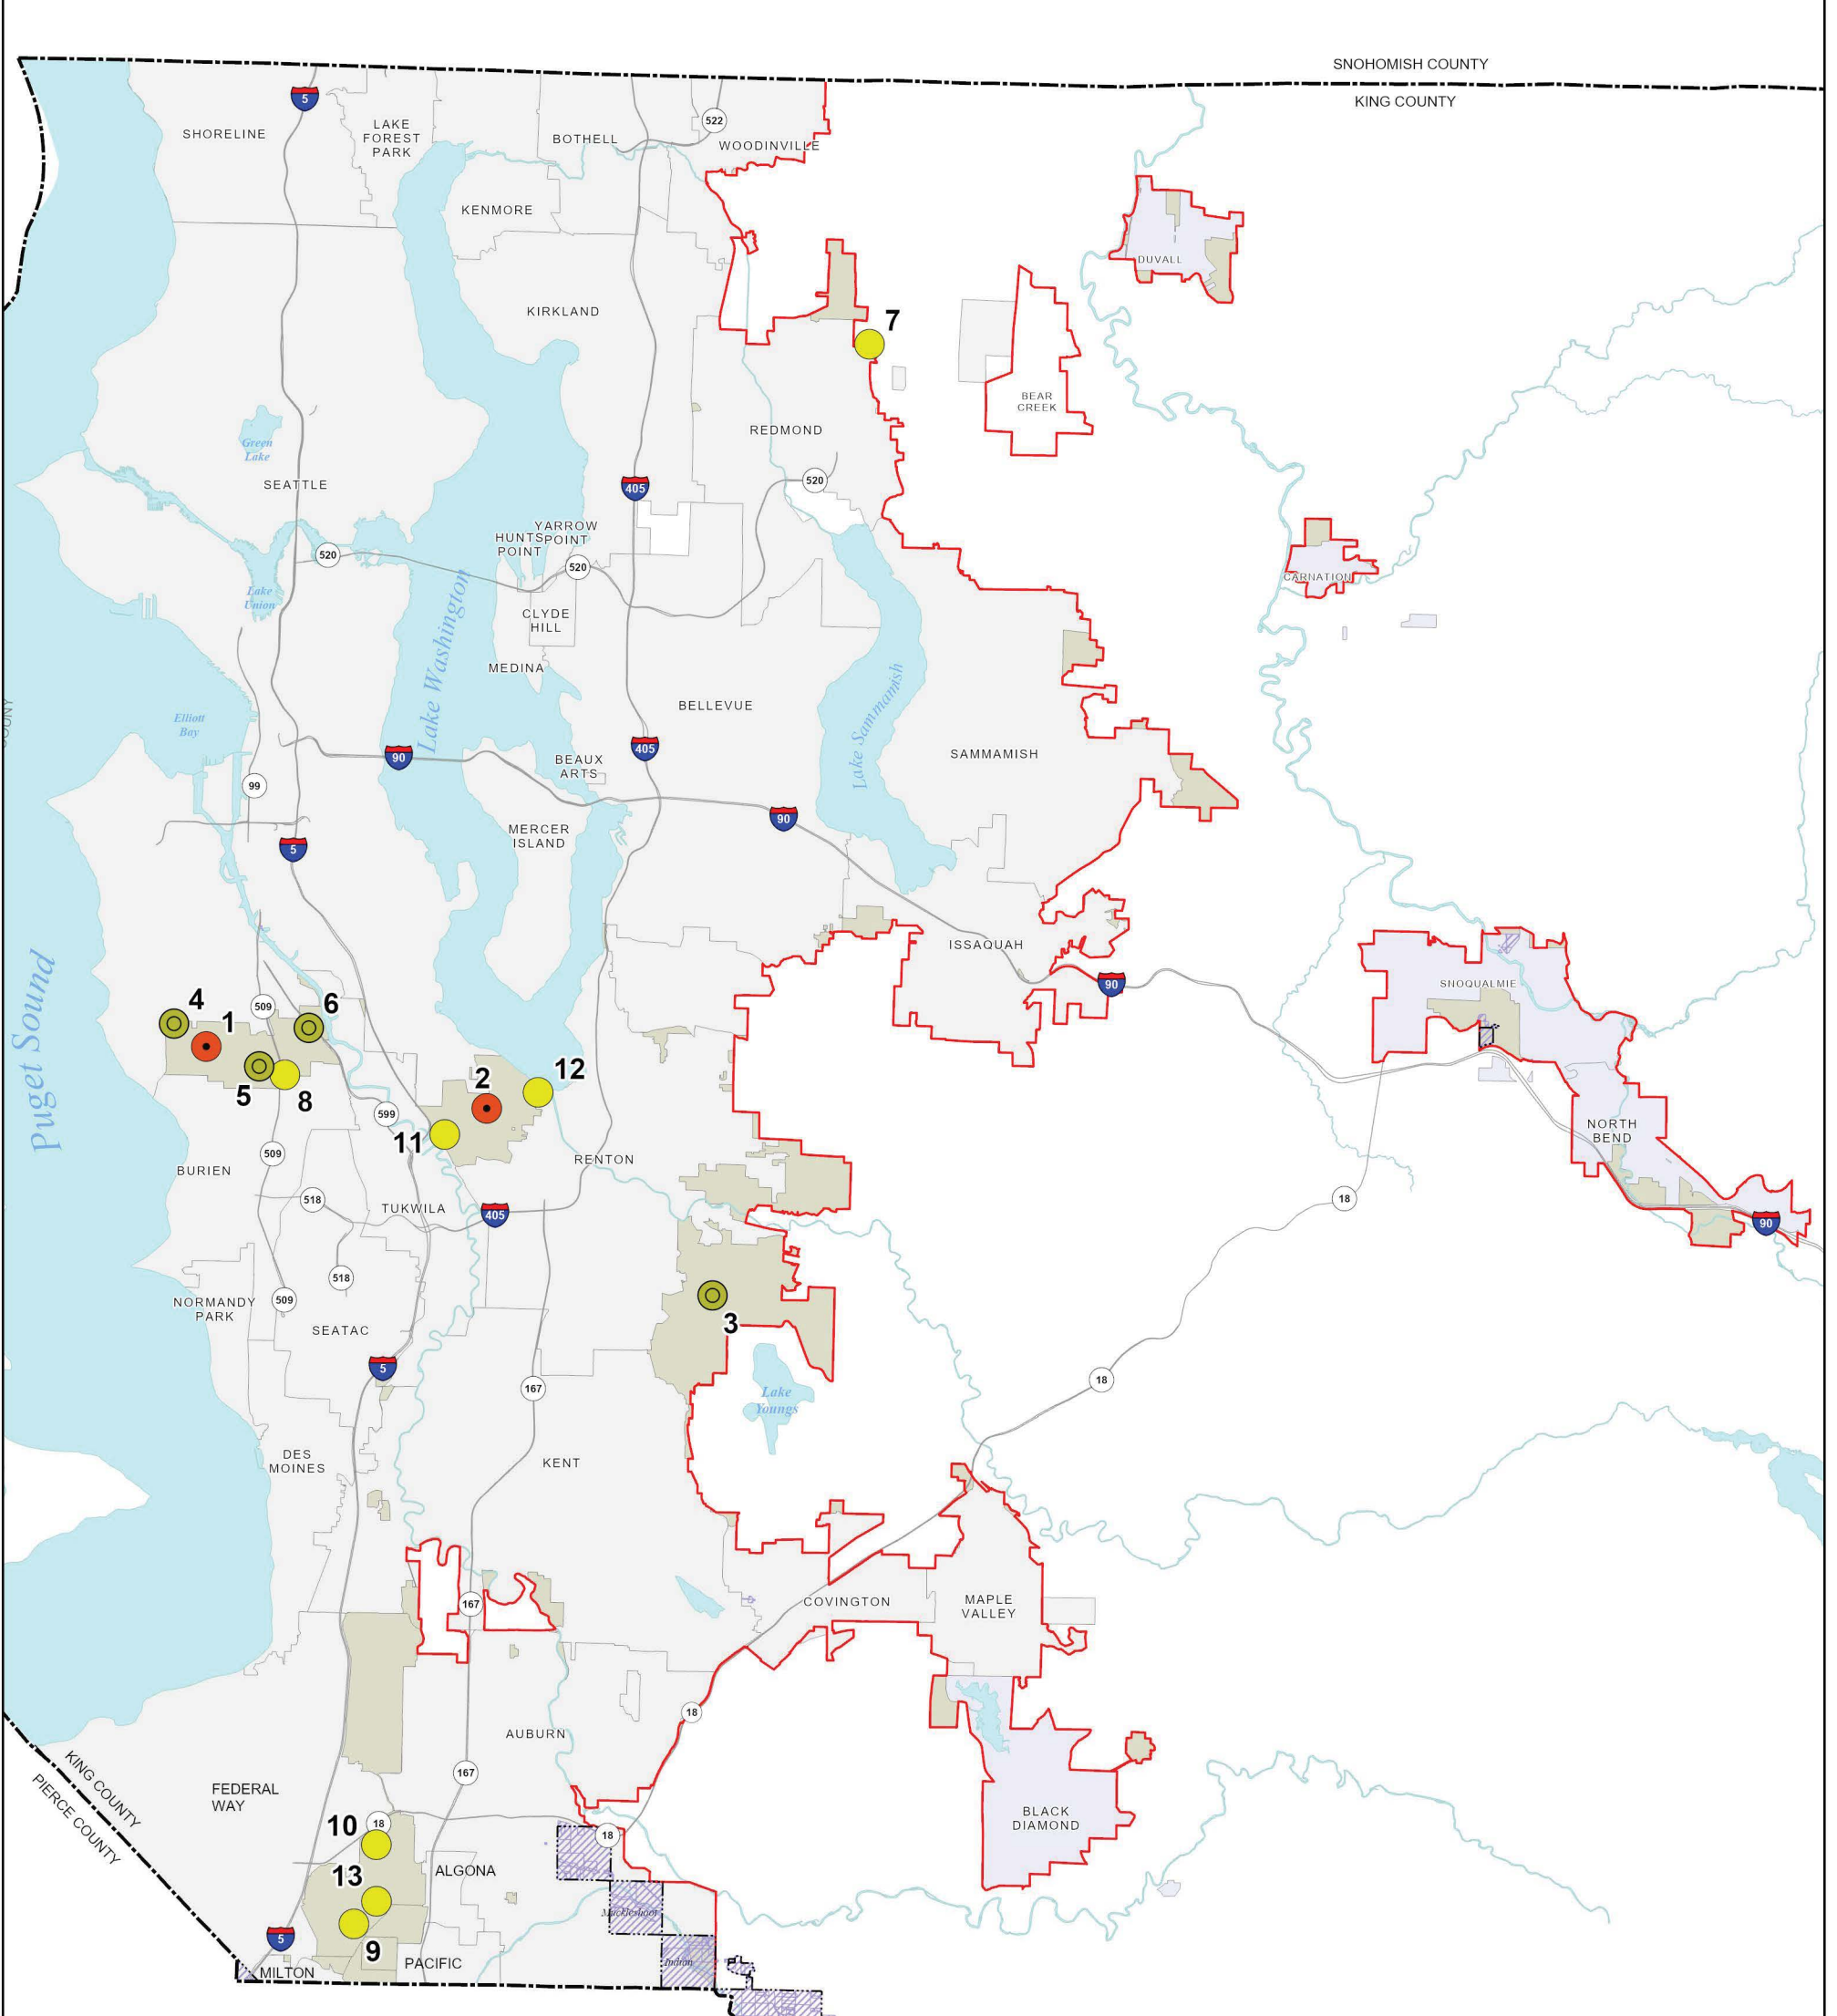 SNOHOMISH COUNTY
KING COUNTY
5
SHORELINE
LAKE
FOREST
PARK
BOTHELL
522
WOODINVILLE
KENMORE
DUVALL
KIRKLAND
7
BEAR
CREEK
REDMOND
Green
Lake
SEATTLE
405
520
YARROW
POINT
HUNTS
POINT
520
520
CARNATION
Lake
Union
CLYDE
HILL
Lake Washington
MEDINA
BELLEVUE
Lake Sammamish
Elliott
Bay
SAMMAMISH
90
405
BEAUX
ARTS
99
90
MERCER
ISLAND
5
ISSAQUAH
90
SNOQUALMIE
Puget Sound
4
1
509
6
5
8
2
12
599
11
NORTH
BEND
509
BURIEN
RENTON
518
TUKWILA
405
18
90
518
3
509
NORMANDY
PARK
SEATAC
5
167
Lake
Youngs
18
DES
MOINES
KENT
167
COVINGTON
MAPLE
VALLEY
18
AUBURN
KING COUNTY
PIERCE COUNTY
FEDERAL
WAY
167
BLACK
DIAMOND
10
18
18
13
ALGONA
Muckleshoot
5
9
PACIFIC
Indian
MILTON